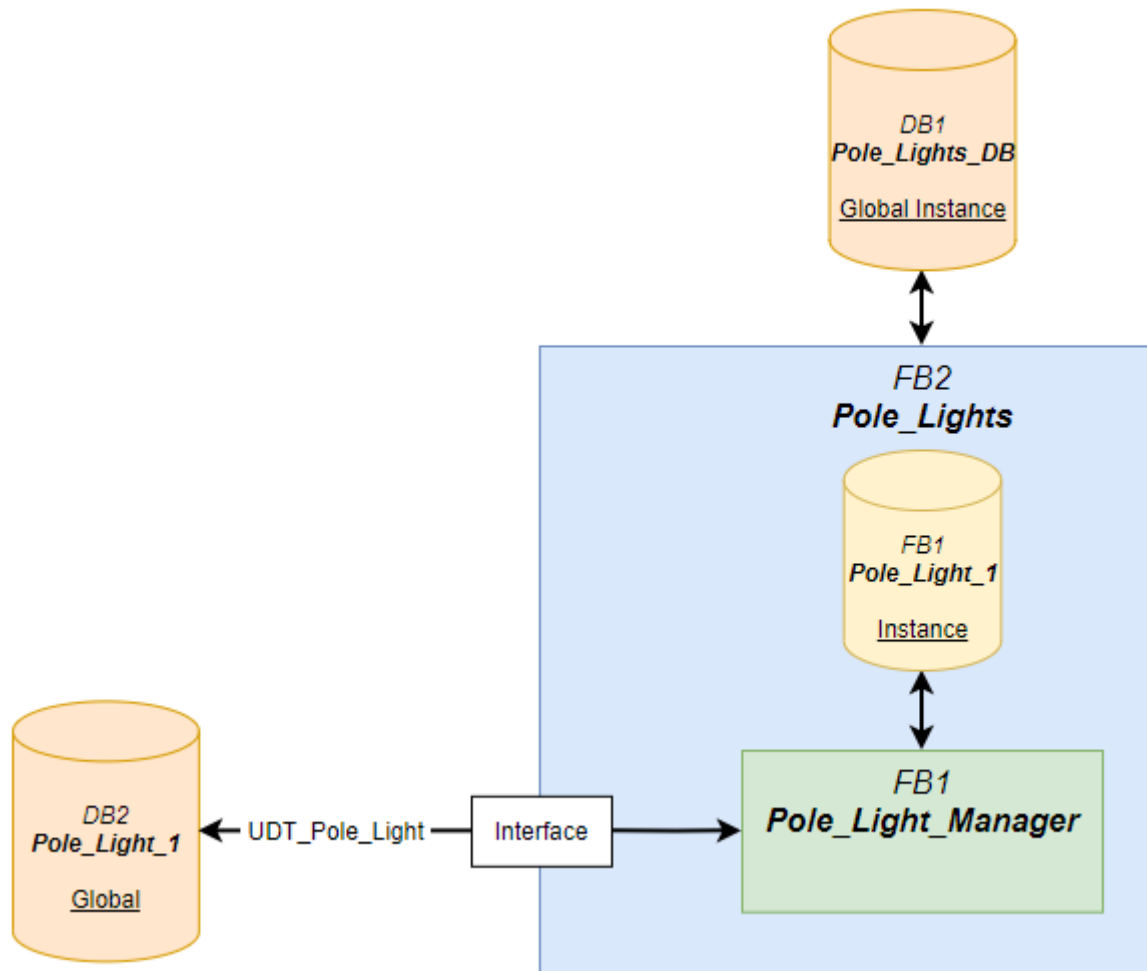 DB1
Pole_Lights_DB
Global Instance
FB2
Pole_Lights
FB1
Pole_Light_1
Instance
FB1
Pole_Light_Manager
Interface
UDT_Pole_Light
DB2
Pole_Light_1
Global